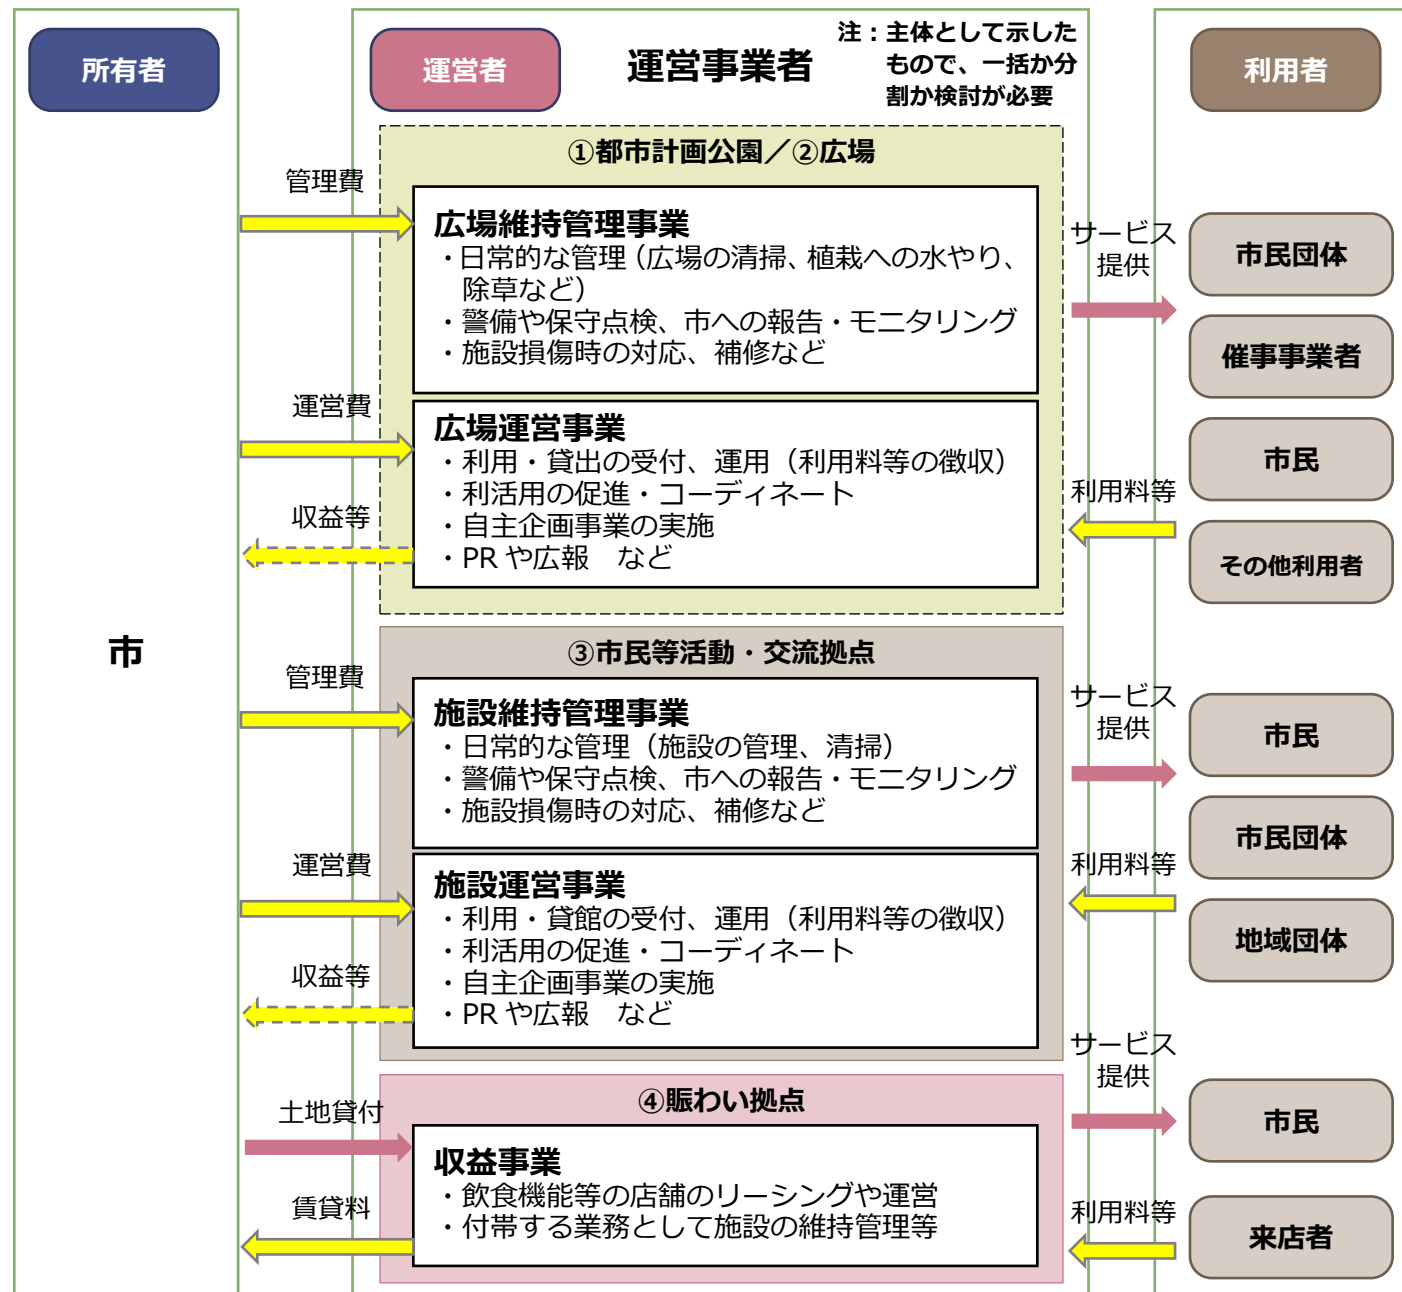 所有者
運営者
運営事業者
注：主体として示した
もので、一括か分
割か検討が必要
利用者
市
①都市計画公園／②広場
管理費
広場維持管理事業
・日常的な管理（広場の清掃、植栽への水やり、
除草など）
・警備や保守点検、市への報告・モニタリング
・施設損傷時の対応、補修など
運営費
収益等
広場運営事業
・利用・貸出の受付、運用（利用料等の徴収）
・利活用の促進・コーディネート
・自主企画事業の実施
・PR や広報　など
サービス
提供
利用料等
市民団体
催事事業者
市民
その他利用者
③市民等活動・交流拠点
管理費
施設維持管理事業
・日常的な管理（施設の管理、清掃）
・警備や保守点検、市への報告・モニタリング
・施設損傷時の対応、補修など
運営費
収益等
施設運営事業
・利用・貸館の受付、運用（利用料等の徴収）
・利活用の促進・コーディネート
・自主企画事業の実施
・PR や広報　など
サービス
提供
利用料等
市民
市民団体
地域団体
④賑わい拠点
土地貸付
賃貸料
収益事業
・飲食機能等の店舗のリーシングや運営
・付帯する業務として施設の維持管理等
サービス
提供
利用料等
市民
来店者